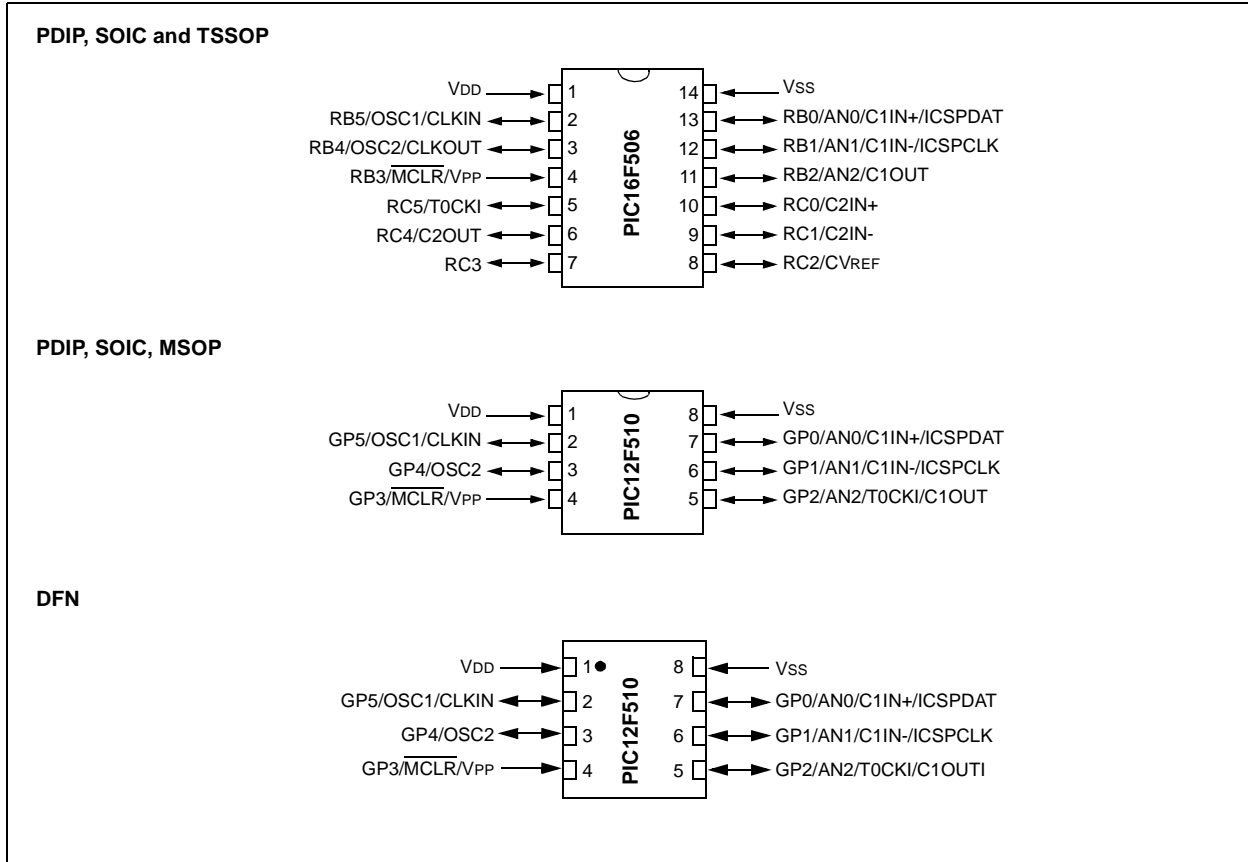 PDIP, SOIC and TSSOP
VDD 1 14 VSS
RB5/OSC1/CLKIN 2 13 RB0/AN0/C1IN+/ICSPDAT
RB4/OSC2/CLKOUT 3 12 RB1/AN1/C1IN-/ICSPCLK
RB3/MCLR/VPP 4 11 RB2/AN2/C1OUT
RC5/T0CKI 5 10 RC0/C2IN+
RC4/C2OUT 6 9 RC1/C2IN-
RC3 7 8 RC2/CVREF
PIC16F506
PDIP, SOIC, MSOP
VDD 1 8 VSS
GP5/OSC1/CLKIN 2 7 GP0/AN0/C1IN+/ICSPDAT
GP4/OSC2 3 6 GP1/AN1/C1IN-/ICSPCLK
GP3/MCLR/VPP 4 5 GP2/AN2/T0CKI/C1OUT
PIC12F510
DFN
VDD 1 8 VSS
GP5/OSC1/CLKIN 2 7 GP0/AN0/C1IN+/ICSPDAT
GP4/OSC2 3 6 GP1/AN1/C1IN-/ICSPCLK
GP3/MCLR/VPP 4 5 GP2/AN2/T0CKI/C1OUTI
PIC12F510